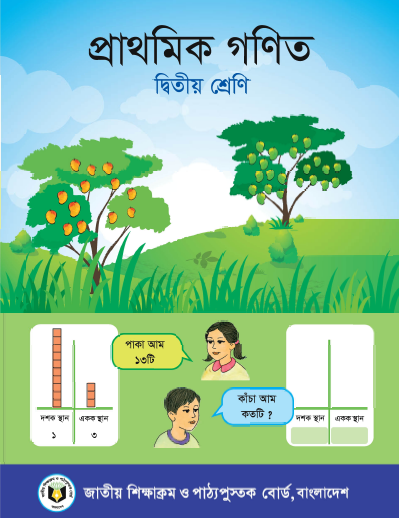 প্রাথমিক গণিত
দ্বিতীয় শ্রেণি
পাকা আম
১৩টি
কাঁচা আম
কতটি ?
দশক স্থান একক স্থান
১ ৩
দশক স্থান একক স্থান
জাতীয় শিক্ষাক্রম ও পাঠ্যপুস্তক বোর্ড, বাংলাদেশ